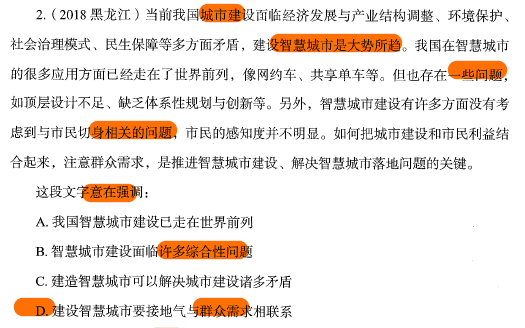 2.（2018 黑龙江）当前我国城市建设面临经济发展与产业结构调整、环境保护、
社会治理模式、民生保障等多方面矛盾，建设智慧城市是大势所趋。我国在智慧城市
的很多应用方面已经走在了世界前列，像网约车、共享单车等。但也存在一些问题，
如顶层设计不足、缺乏体系性规划与创新等。另外，智慧城市建设有许多方面没有考
虑到与市民切身相关的问题，市民的感知度并不明显。如何把城市建设和市民利益结
合起来，注意群众需求，是推进智慧城市建设、解决智慧城市落地问题的关键。
这段文字意在强调：
A. 我国智慧城市建设已走在世界前列
B. 智慧城市建设面临许多综合性问题
C. 建造智慧城市可以解决城市建设诸多矛盾
D. 建设智慧城市要接地气与群众需求相联系